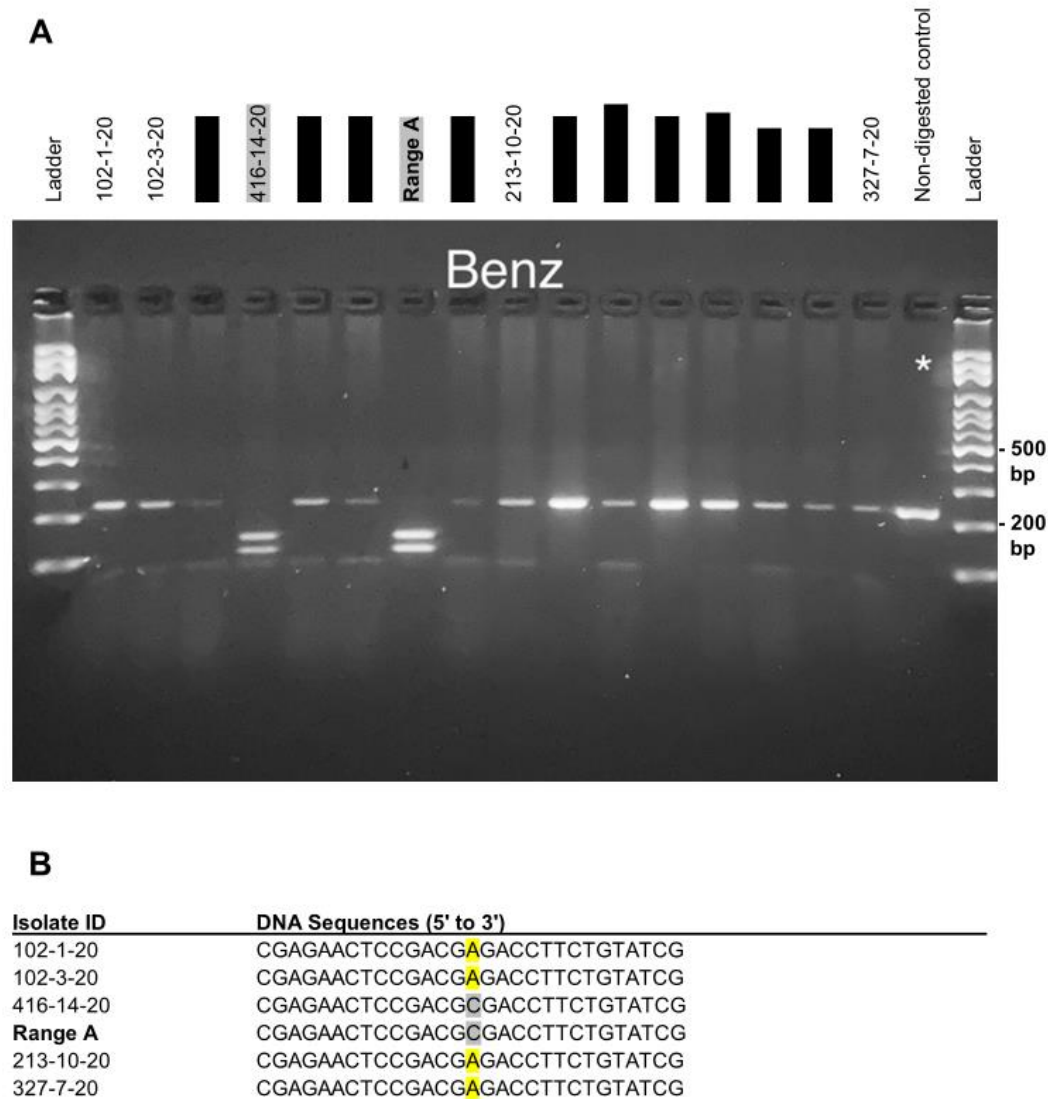 A
Ladder
102-1-20
102-3-20
416-14-20
Range A
213-10-20
327-7-20
Non-digested control
Ladder
Benz
*
- 500
bp
- 200
bp
B
Isolate ID DNA Sequences (5' to 3')
102-1-20 CGAGAACTCCGACGAGACCTTCTGTATCG
102-3-20 CGAGAACTCCGACGAGACCTTCTGTATCG
416-14-20 CGAGAACTCCGACGCGACCTTCTGTATCG
Range A CGAGAACTCCGACGCGACCTTCTGTATCG
213-10-20 CGAGAACTCCGACGAGACCTTCTGTATCG
327-7-20 CGAGAACTCCGACGAGACCTTCTGTATCG